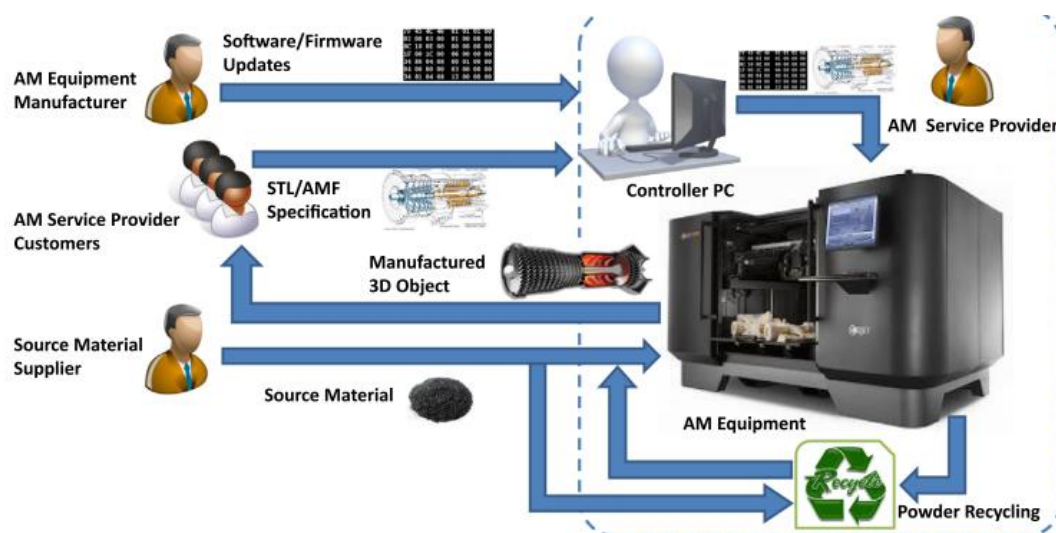 Software/Firmware
Updates
AM Equipment
Manufacturer
AM Service Provider
STL/AMF
Specification
Controller PC
AM Service Provider
Customers
Manufactured
3D Object
Source Material
Supplier
Source Material
AM Equipment
Recycle
Powder Recycling